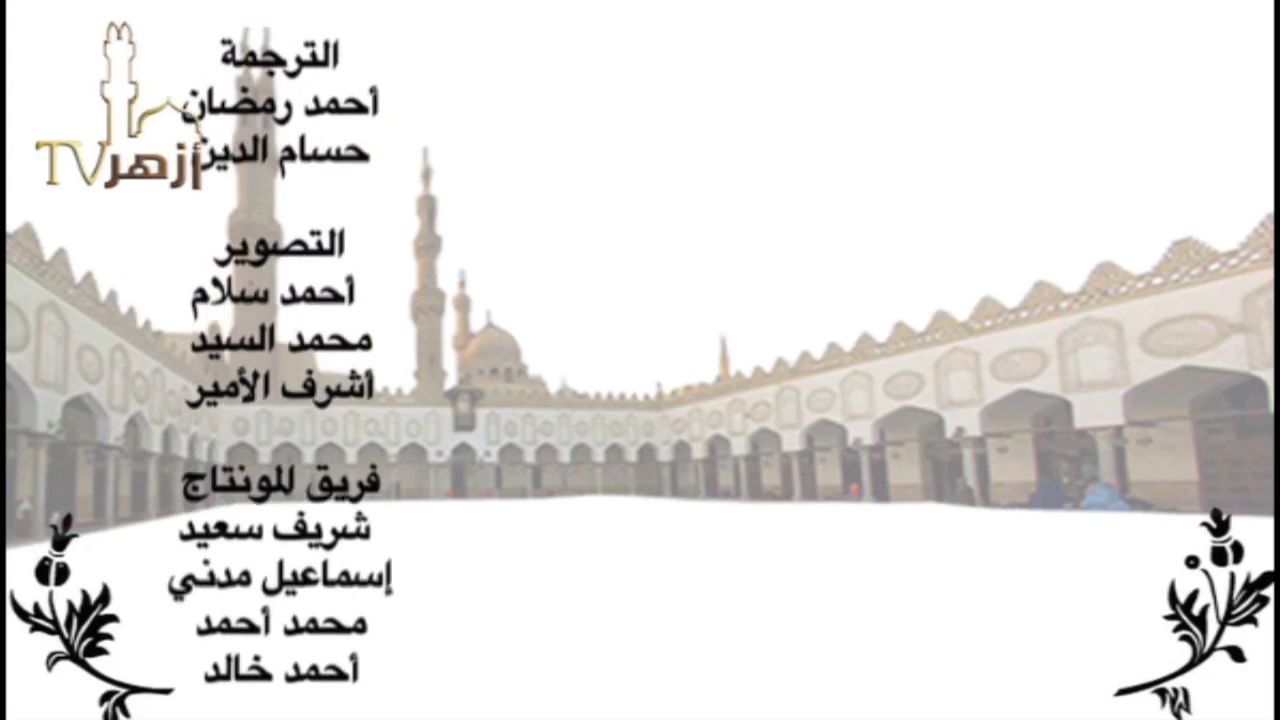 الترجمة
أحمد رمضان
حسام الدين
أزهر TV
التصوير
أحمد سلام
محمد السيد
أشرف الأمير
فريق المونتاج
شريف سعيد
إسماعيل مدني
محمد أحمد
أحمد خالد